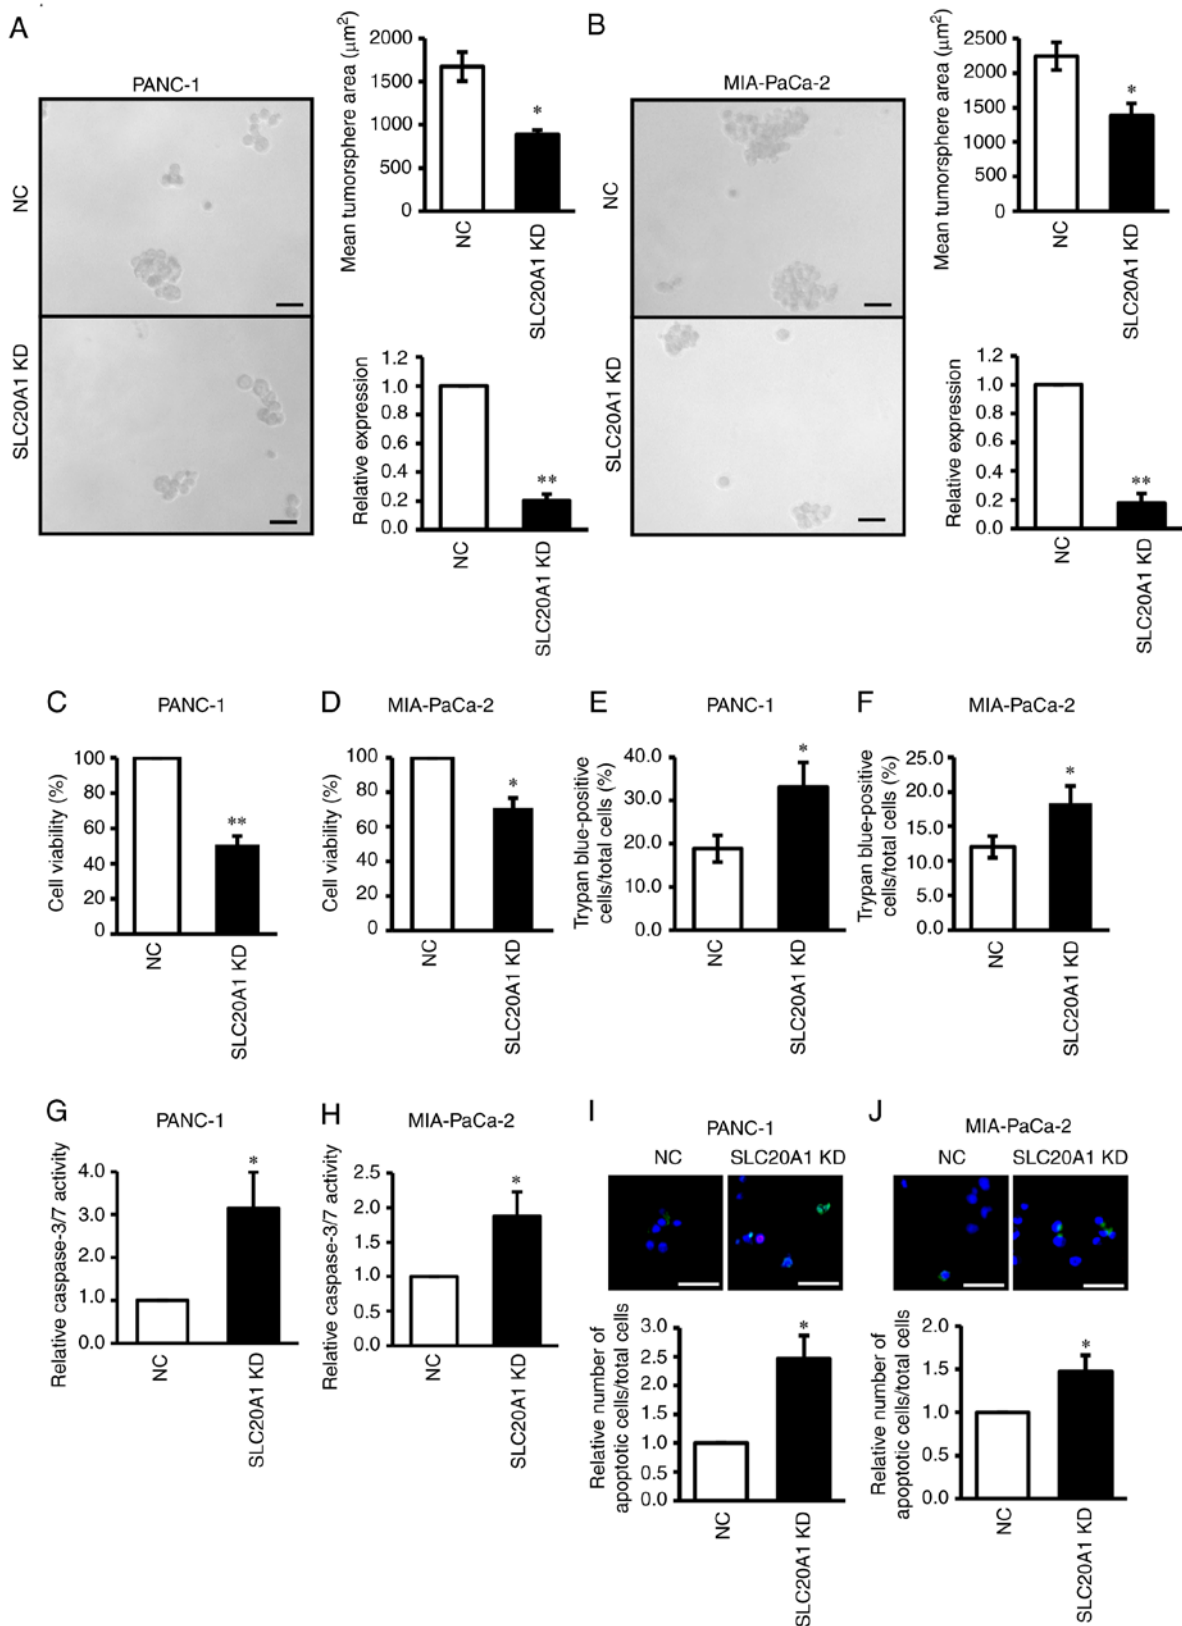 A
PANC-1
NC
SLC20A1 KD
Mean tumorsphere area (μm²)
2000
1500
1000
500
0
*
NC
SLC20A1 KD
Relative expression
1.2
1.0
0.8
0.6
0.4
0.2
0.0
**
NC
SLC20A1 KD
B
MIA-PaCa-2
NC
SLC20A1 KD
Mean tumorsphere area (μm²)
2500
2000
1500
1000
500
0
*
NC
SLC20A1 KD
Relative expression
1.2
1.0
0.8
0.6
0.4
0.2
0.0
**
NC
SLC20A1 KD
C
PANC-1
Cell viability (%)
100
80
60
40
20
0
**
NC
SLC20A1 KD
D
MIA-PaCa-2
Cell viability (%)
100
80
60
40
20
0
*
NC
SLC20A1 KD
E
PANC-1
Trypan blue-positive
cells/total cells (%)
40.0
30.0
20.0
10.0
0.0
*
NC
SLC20A1 KD
F
MIA-PaCa-2
Trypan blue-positive
cells/total cells (%)
25.0
20.0
15.0
10.0
5.0
0.0
*
NC
SLC20A1 KD
G
PANC-1
Relative caspase-3/7 activity
4.0
3.0
2.0
1.0
0.0
*
NC
SLC20A1 KD
H
MIA-PaCa-2
Relative caspase-3/7 activity
2.5
2.0
1.5
1.0
0.5
0.0
*
NC
SLC20A1 KD
I
PANC-1
NC
SLC20A1 KD
Relative number of
apoptotic cells/total cells
3.0
2.5
2.0
1.5
1.0
0.5
0.0
*
NC
SLC20A1 KD
J
MIA-PaCa-2
NC
SLC20A1 KD
Relative number of
apoptotic cells/total cells
2.0
1.5
1.0
0.5
0.0
*
NC
SLC20A1 KD